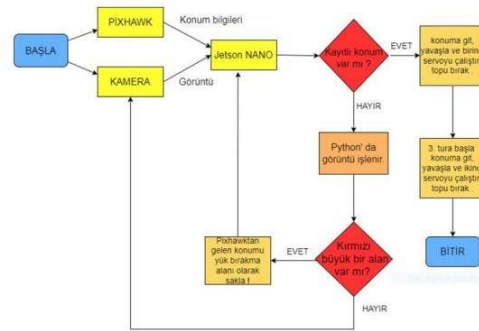 BAŞLA
PİXHAWK
Konum bilgileri
KAMERA
Görüntü
Jetson NANO
Kayıtlı konum
var mı ?
EVET
konuma git,
yavaşla ve birinc
servoyu çalıştır
topu bırak .
HAYIR
Python' da
görüntü işlenir.
3. tura başla
konuma git,
yavaşla ve ikinc
servoyu çalıştır
topu bırak .
Kırmızı
büyük bir alan
var mı?
EVET
Pixhawktan
gelen konumu
yük bırakma
alanı olarak
sakla !
BİTİR
HAYIR